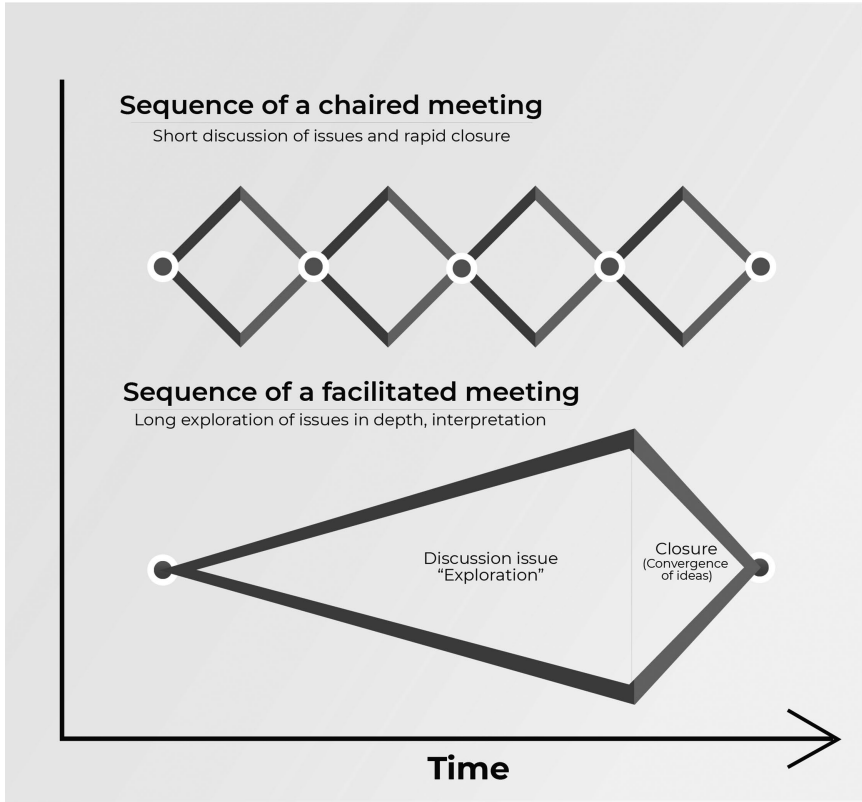 Sequence of a chaired meeting
Short discussion of issues and rapid closure
Sequence of a facilitated meeting
Long exploration of issues in depth, interpretation
Discussion issue
“Exploration”
Closure
(Convergence
of ideas)
Time